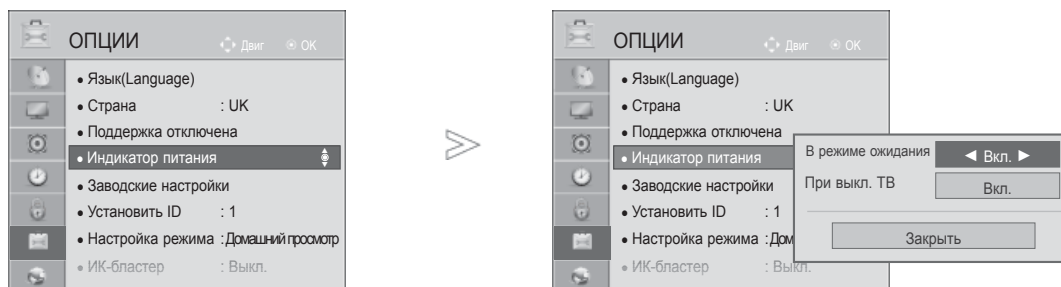 ОПЦИИ
Двиг
OK
Язык(Language)
Страна : UK
Поддержка отключена
Индикатор питания
Заводские настройки
Установить ID : 1
Настройка режима : Домашний просмотр
ИК-бластер : Выкл.
ОПЦИИ
Двиг
OK
Язык(Language)
Страна : UK
Поддержка отключена
Индикатор питания
Заводские настройки
Установить ID : 1
Настройка режима : Дом
ИК-бластер : Выкл.
В режиме ожидания ◄ Вкл. ►
При выкл. ТВ Вкл.
Закрыть